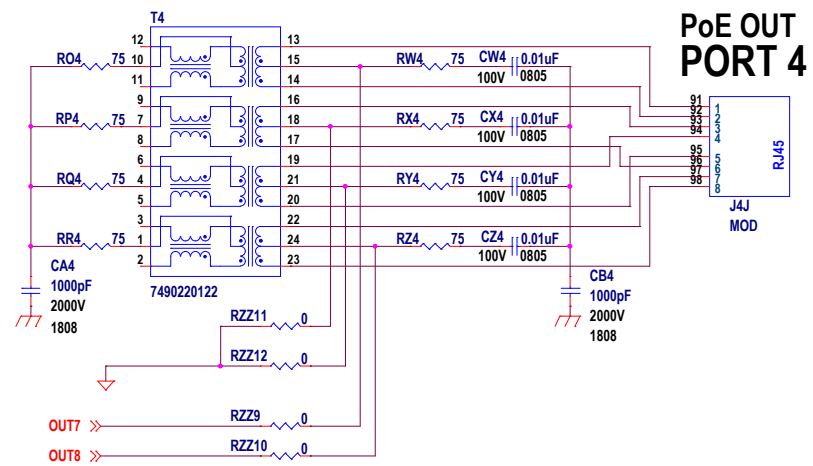 T4
PoE OUT
PORT 4
12
13
RO4 75
10
15
RW4 75
CW4 0.01uF
100V 0805
11
14
9
16
RP4 75
7
18
RX4 75
CX4 0.01uF
100V 0805
8
17
6
19
RQ4 75
4
21
RY4 75
CY4 0.01uF
100V 0805
5
20
3
22
RR4 75
1
24
RZ4 75
CZ4 0.01uF
100V 0805
2
23
91
1
92
2
93
3
94
4
95
5
96
6
97
7
98
8
RJ45
J4J
MOD
CA4
1000pF
2000V
1808
7490220122
CB4
1000pF
2000V
1808
RZZ11
0
RZZ12
0
RZZ9
0
OUT7
RZZ10
0
OUT8